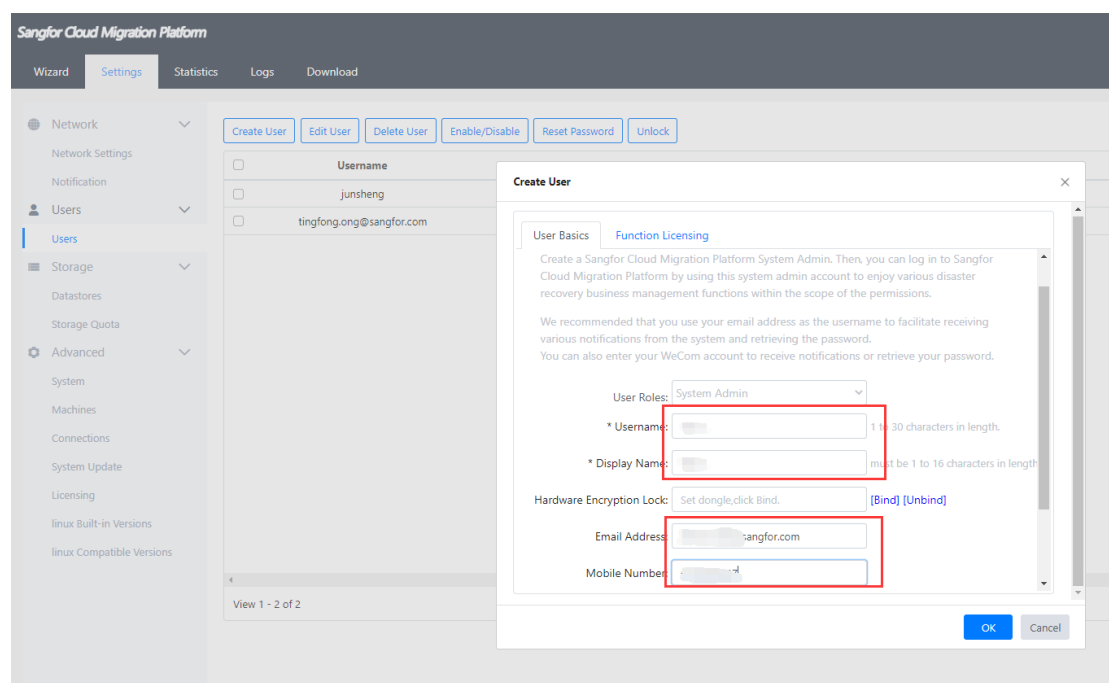 Sangfor Cloud Migration Platform
Wizard Settings Statistics Logs Download
Network
Network Settings
Notification
Users
Users
Storage
Datastores
Storage Quota
Advanced
System
Machines
Connections
System Update
Licensing
linux Built-in Versions
linux Compatible Versions
Create User Edit User Delete User Enable/Disable Reset Password Unlock
Username
junsheng
tingfong.ong@sangfor.com
View 1 - 2 of 2
Create User
User Basics Function Licensing
Create a Sangfor Cloud Migration Platform System Admin. Then, you can log in to Sangfor
Cloud Migration Platform by using this system admin account to enjoy various disaster
recovery business management functions within the scope of the permissions.
We recommended that you use your email address as the username to facilitate receiving
various notifications from the system and retrieving the password.
You can also enter your WeCom account to receive notifications or retrieve your password.
User Roles: System Admin
* Username: 1 to 30 characters in length.
* Display Name: must be 1 to 16 characters in length
Hardware Encryption Lock: Set dongle,click Bind. [Bind] [Unbind]
Email Address: sangfor.com
Mobile Number:
OK Cancel